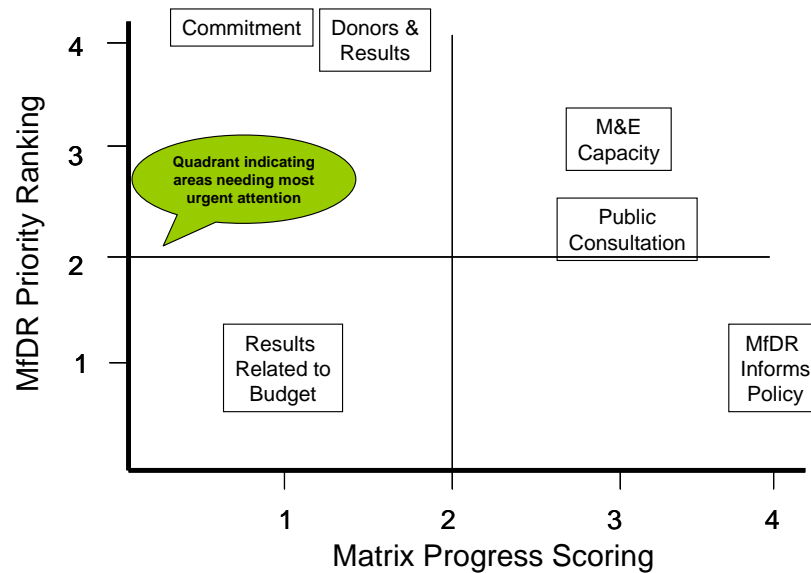 Commitment
Donors &
Results
4
M&E
Capacity
3
Quadrant indicating
areas needing most
urgent attention
Public
Consultation
2
MfDR Priority Ranking
Results
Related to
Budget
MfDR
Informs
Policy
1
1
2
3
4
Matrix Progress Scoring